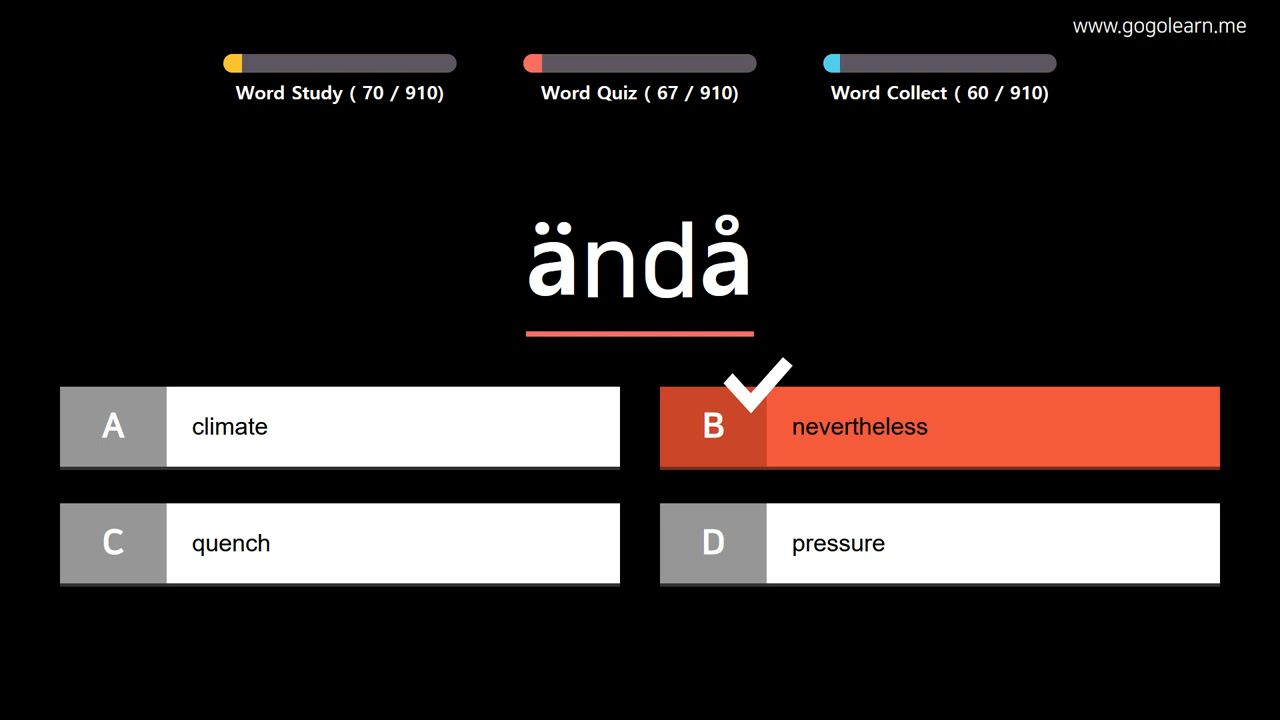 www.gogolearn.me
Word Study ( 70 / 910)
Word Quiz ( 67 / 910)
Word Collect ( 60 / 910)
ändå
A climate
B nevertheless
C quench
D pressure